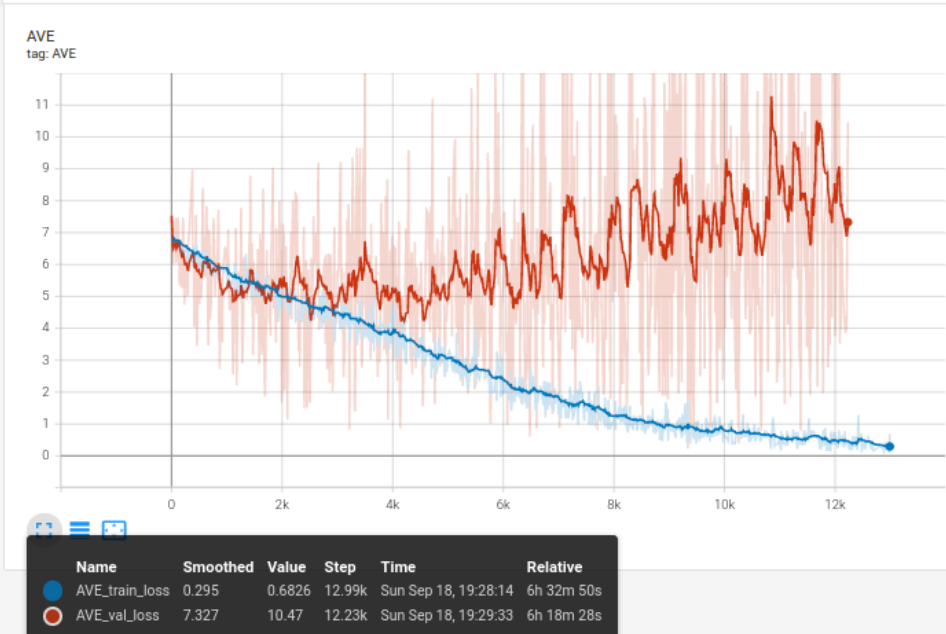 AVE
tag: AVE
11
10
9
8
7
6
5
4
3
2
1
0
0 2k 4k 6k 8k 10k 12k
Name Smoothed Value Step Time Relative
AVE_train_loss 0.295 0.6826 12.99k Sun Sep 18, 19:28:14 6h 32m 50s
AVE_val_loss 7.327 10.47 12.23k Sun Sep 18, 19:29:33 6h 18m 28s